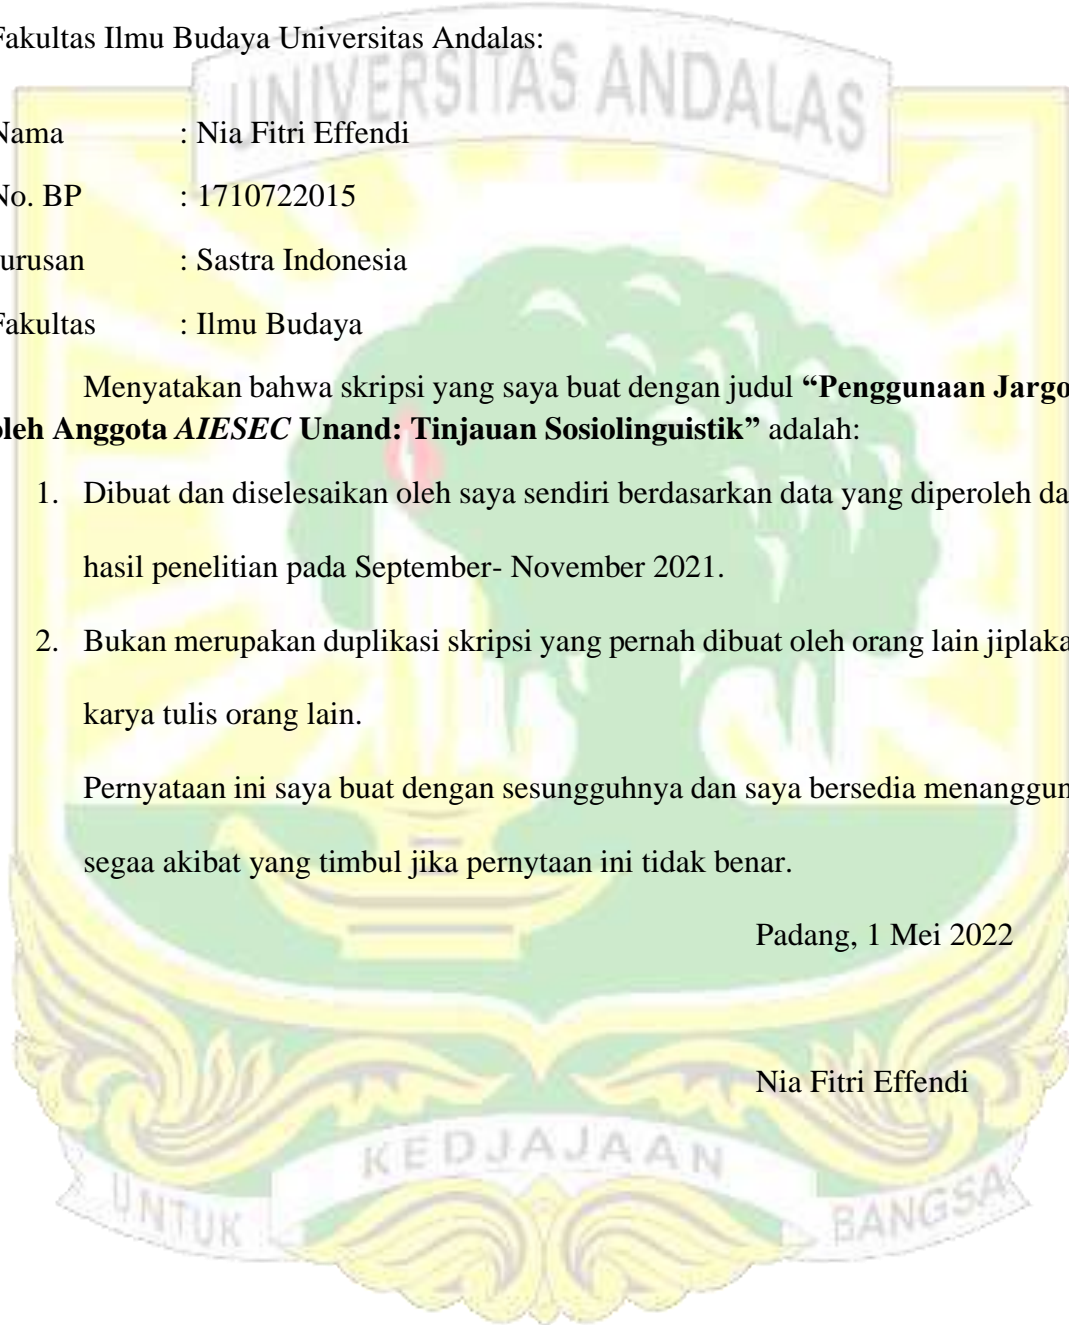 Fakultas Ilmu Budaya Universitas Andalas:
UNIVERSITAS ANDALAS
Nama : Nia Fitri Effendi
No. BP : 1710722015
urusan : Sastra Indonesia
Fakultas : Ilmu Budaya
Menyatakan bahwa skripsi yang saya buat dengan judul “Penggunaan Jargo
oleh Anggota AIESEC Unand: Tinjauan Sosiolinguistik” adalah:
1. Dibuat dan diselesaikan oleh saya sendiri berdasarkan data yang diperoleh da
hasil penelitian pada September- November 2021.
2. Bukan merupakan duplikasi skripsi yang pernah dibuat oleh orang lain jiplaka
karya tulis orang lain.
Pernyataan ini saya buat dengan sesungguhnya dan saya bersedia menanggun
segaa akibat yang timbul jika pernytaan ini tidak benar.
Padang, 1 Mei 2022
Nia Fitri Effendi
UNTUK KEDJAJAAN BANGSA